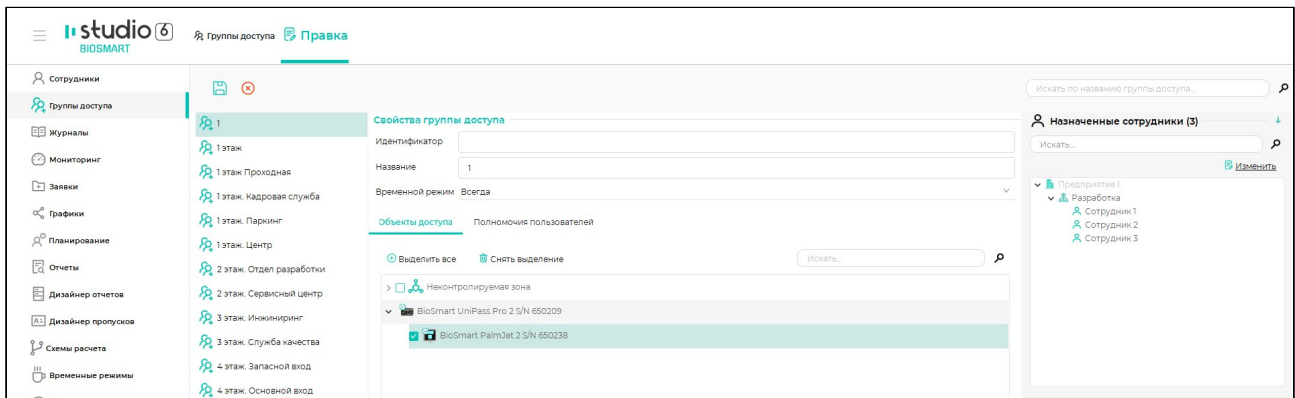 studio 6
BIOSMART
Группы доступа
Правка
Сотрудники
Группы доступа
Журналы
Мониторинг
Заявки
Графики
Планирование
Отчеты
Дизайнер отчетов
Дизайнер пропусков
Схемы расчета
Временные режимы
1
1 этаж
1 этаж Проходная
1 этаж. Кадровая служба
1 этаж. Паркинг
1 этаж. Центр
2 этаж. Отдел разработки
2 этаж. Сервисный центр
3 этаж. Инжиниринг
3 этаж. Служба качества
4 этаж. Запасной вход
4 этаж. Основной вход
Свойства группы доступа
Идентификатор
Название 1
Временной режим Всегда
Объекты доступа Полномочия пользователей
Выделить все Снять выделение Искать...
Неконтролируемая зона
BioSmart UniPass Pro 2 S/N 650209
BioSmart PalmJet 2 S/N 650238
Искать по названию группы доступа...
Назначенные сотрудники (3)
Искать...
Изменить
Предприятие 1
Разработка
Сотрудник 1
Сотрудник 2
Сотрудник 3